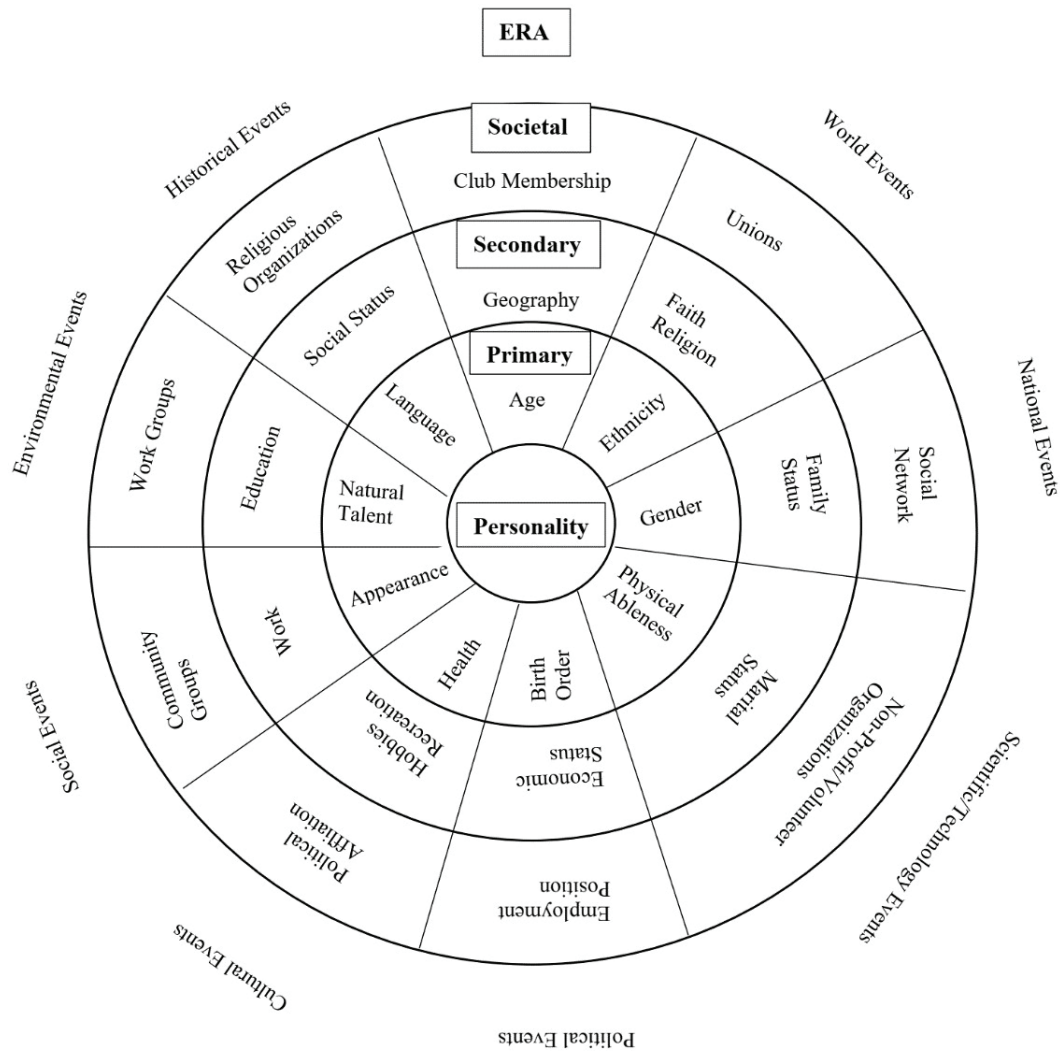 ERA
Historical Events
World Events
National Events
Scientific/Technology Events
Political Events
Cultural Events
Social Events
Environmental Events
Societal
Club Membership
Unions
Social
Network
Non-Profit/Volunteer
Organizations
Employment
Position
Political
Affiliation
Community
Groups
Work Groups
Religious
Organizations
Secondary
Geography
Faith
Religion
Family
Status
Marital
Status
Economic
Status
Hobbies
Recreation
Work
Education
Social Status
Primary
Age
Ethnicity
Gender
Physical
Ableness
Birth
Order
Health
Appearance
Natural
Talent
Language
Personality